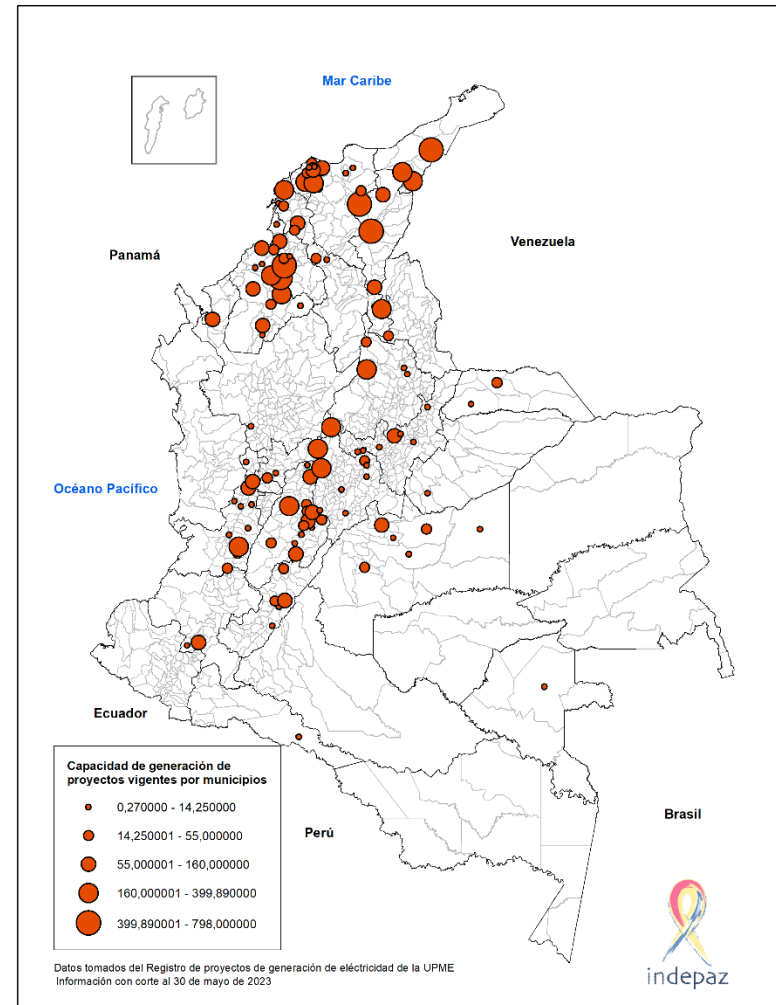 Mar Caribe
Panamá
Venezuela
Océano Pacífico
Ecuador
Perú
Brasil
Capacidad de generación de
proyectos vigentes por municipios
0,270000 - 14,250000
14,250001 - 55,000000
55,000001 - 160,000000
160,000001 - 399,890000
399,890001 - 798,000000
Datos tomados del Registro de proyectos de generación de eléctricidad de la UPME
Información con corte al 30 de mayo de 2023
indepaz